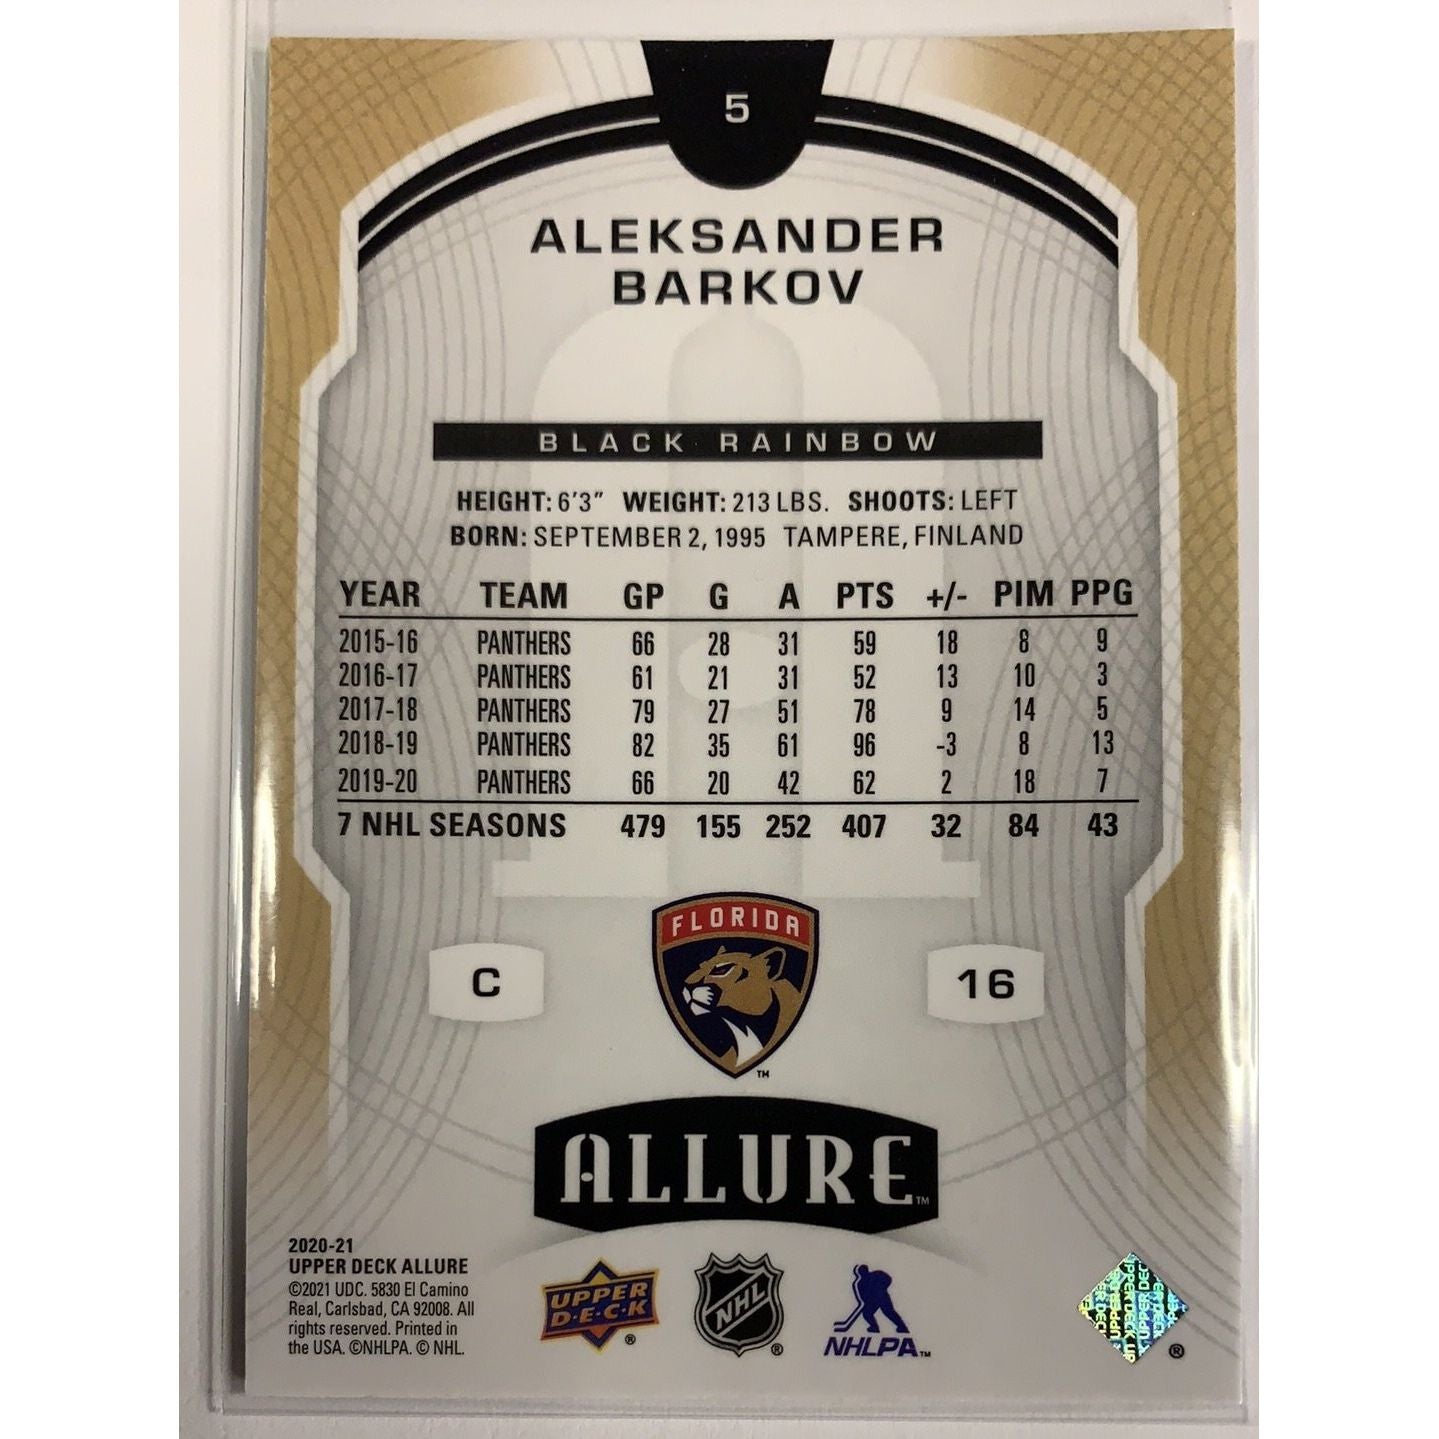 5
ALEKSANDER
BARKOV
BLACK RAINBOW
HEIGHT: 6'3" WEIGHT: 213 LBS. SHOOTS: LEFT
BORN: SEPTEMBER 2, 1995 TAMPERE, FINLAND
YEAR TEAM GP G A PTS +/- PIM PPG
2015-16 PANTHERS 66 28 31 59 18 8 9
2016-17 PANTHERS 61 21 31 52 13 10 3
2017-18 PANTHERS 79 27 51 78 9 14 5
2018-19 PANTHERS 82 35 61 96 -3 8 13
2019-20 PANTHERS 66 20 42 62 2 18 7
7 NHL SEASONS 479 155 252 407 32 84 43
FLORIDA
C
16
TM
ALLURE TM
2020-21
UPPER DECK ALLURE
©2021 UDC. 5830 El Camino
Real, Carlsbad, CA 92008. All
rights reserved. Printed in
the USA. ©NHLPA. © NHL.
UPPER
D·E·C·K ®
NHL ®
NHLPA TM
®